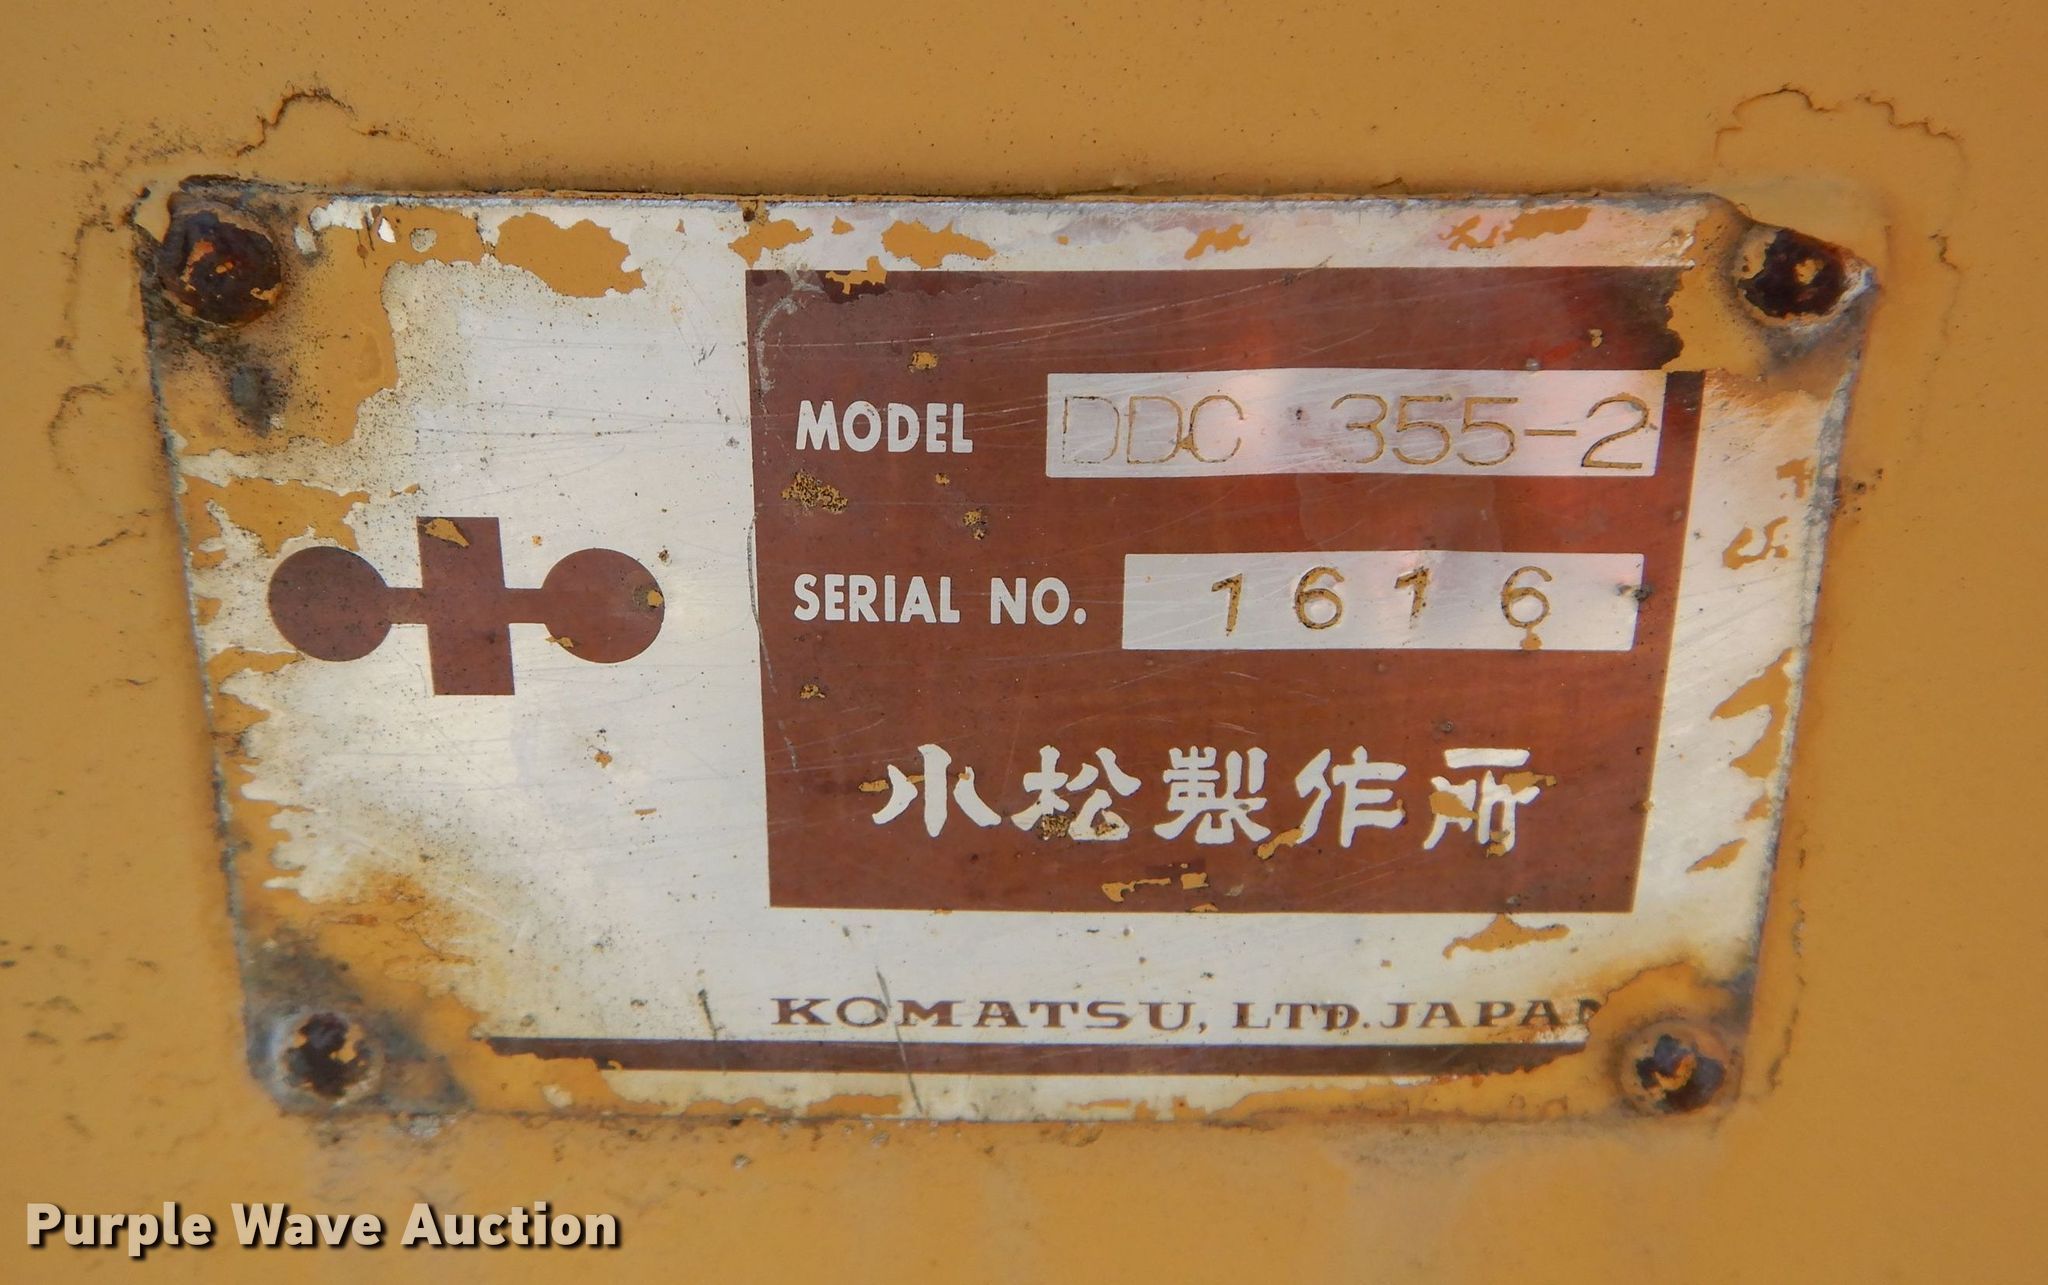 MODEL DDC 355-2
SERIAL NO. 1616
小松製作所
KOMATSU, LTD. JAPAN
Purple Wave Auction